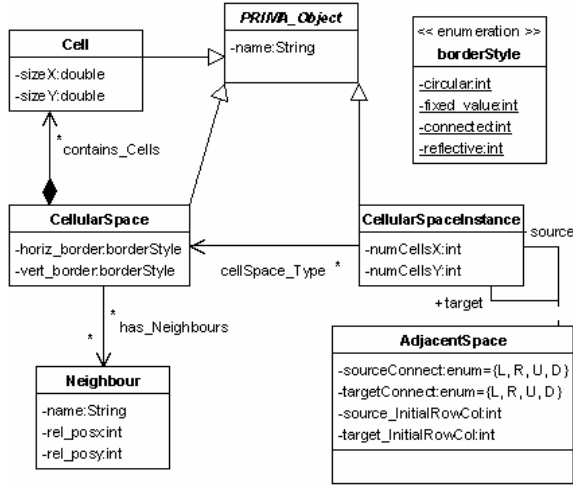 PRIMA_Object
-name:String
Cell
-sizeX:double
-sizeY:double
<< enumeration >>
borderStyle
-circular:int
-fixed_value:int
-connected:int
-reflective:int
*
contains_Cells
CellularSpace
-horiz_border:borderStyle
-vert_border:borderStyle
cellSpace_Type *
CellularSpaceInstance
-numCellsX:int
-numCellsY:int
source
+target
*
* has_Neighbours
Neighbour
-name:String
-rel_posx:int
-rel_posy:int
AdjacentSpace
-sourceConnect:enum={L, R, U, D}
-targetConnect:enum={L, R, U, D}
-source_InitialRowCol:int
-target_InitialRowCol:int